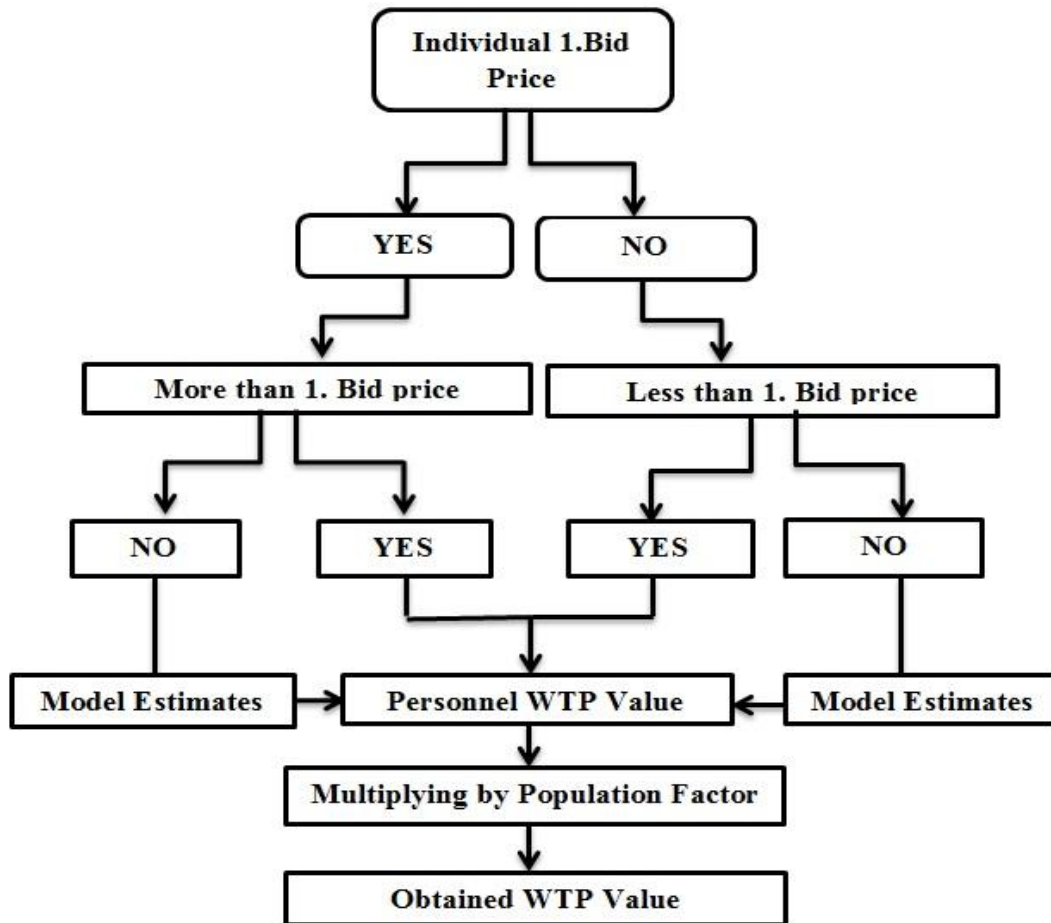 Individual 1.Bid
Price
YES
NO
More than 1. Bid price
Less than 1. Bid price
NO
YES
YES
NO
Model Estimates
Personnel WTP Value
Model Estimates
Multiplying by Population Factor
Obtained WTP Value